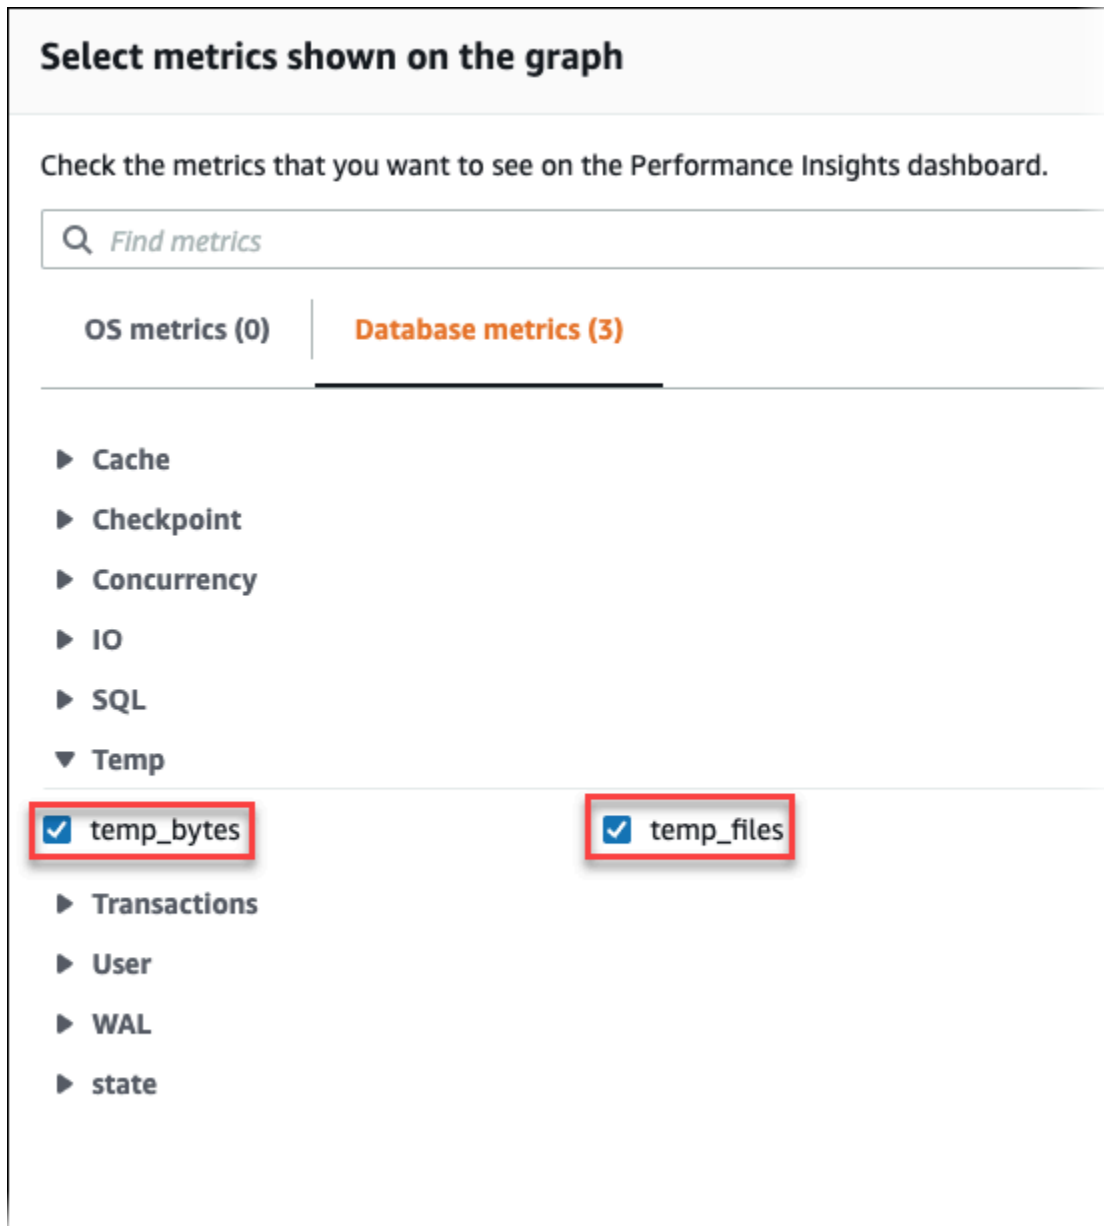 Select metrics shown on the graph
Check the metrics that you want to see on the Performance Insights dashboard.
Find metrics
OS metrics (0) Database metrics (3)
Cache
Checkpoint
Concurrency
IO
SQL
Temp
temp_bytes temp_files
Transactions
User
WAL
state